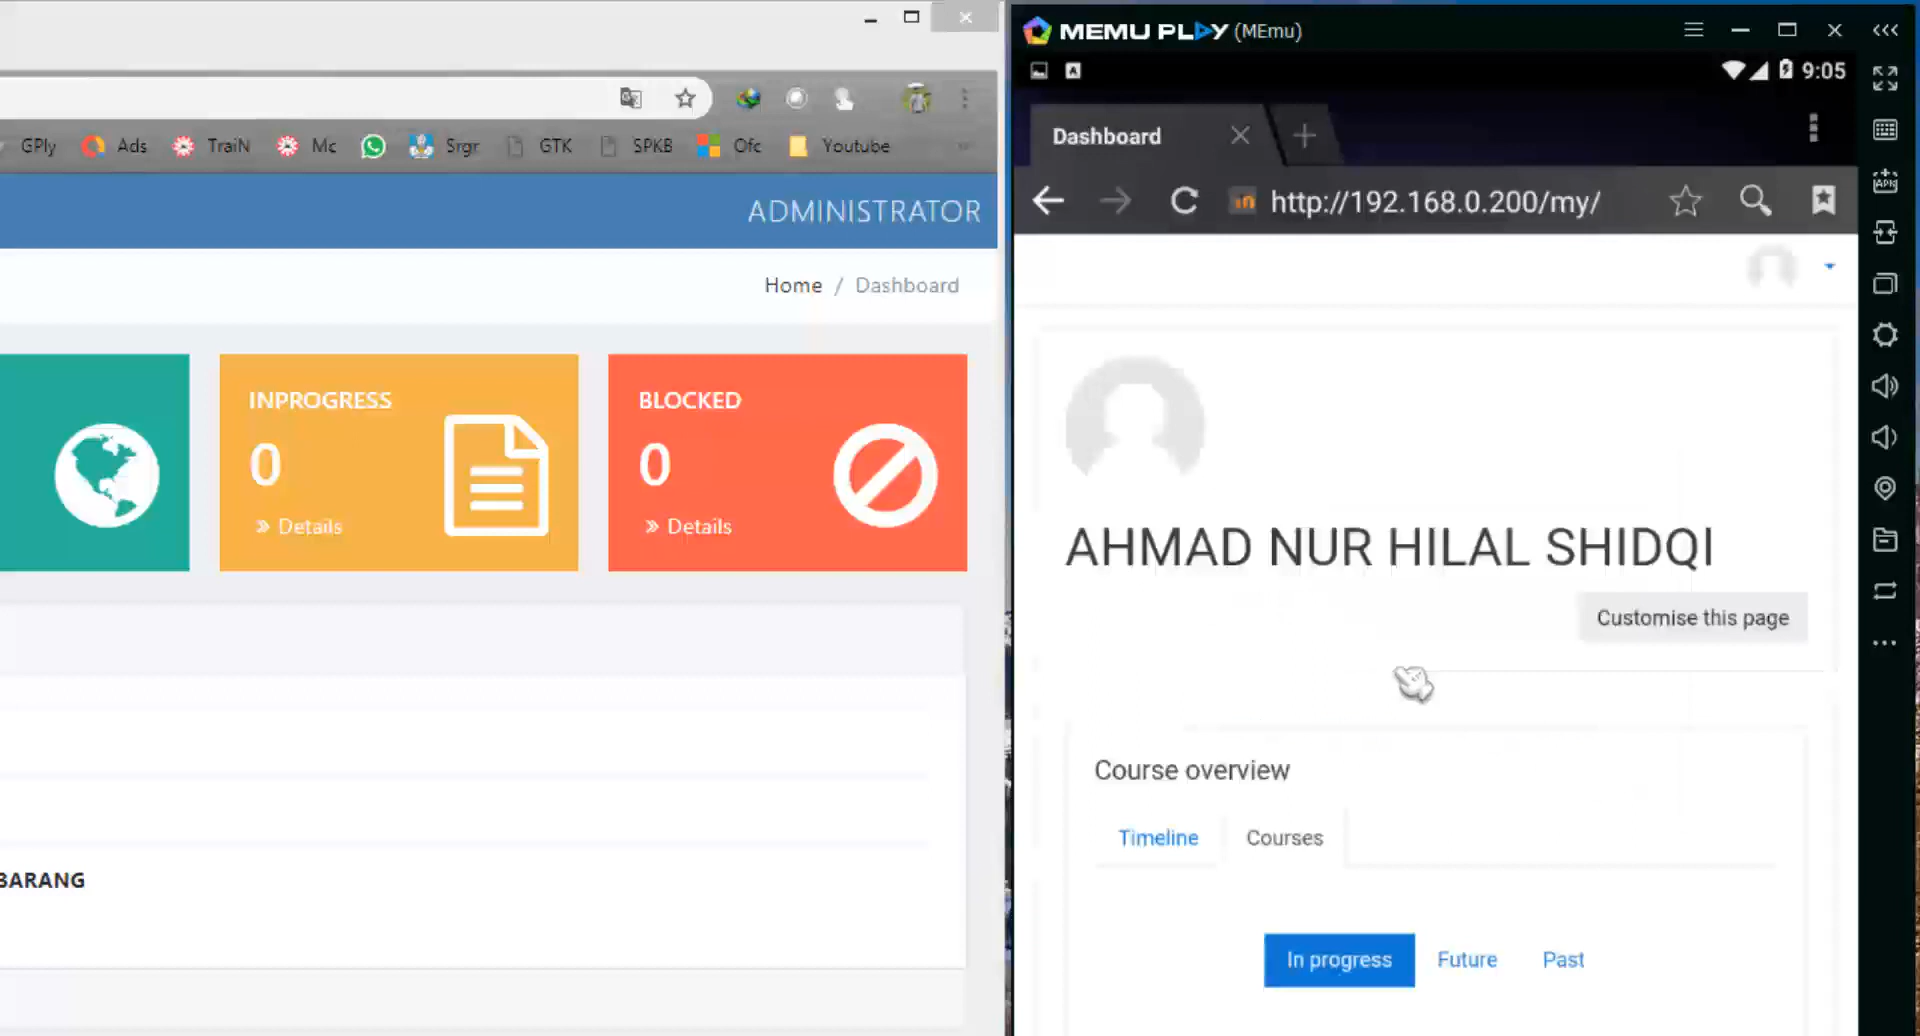 GPly Ads TraiN Mc Srgr GTK SPKB Ofc Youtube
ADMINISTRATOR
Home / Dashboard
INPROGRESS
0
» Details
BLOCKED
0
» Details
BARANG
MEMU PLAY (MEmu)
A 9:05
Dashboard
http://192.168.0.200/my/
AHMAD NUR HILAL SHIDQI
Customise this page
Course overview
Timeline Courses
In progress Future Past
APK